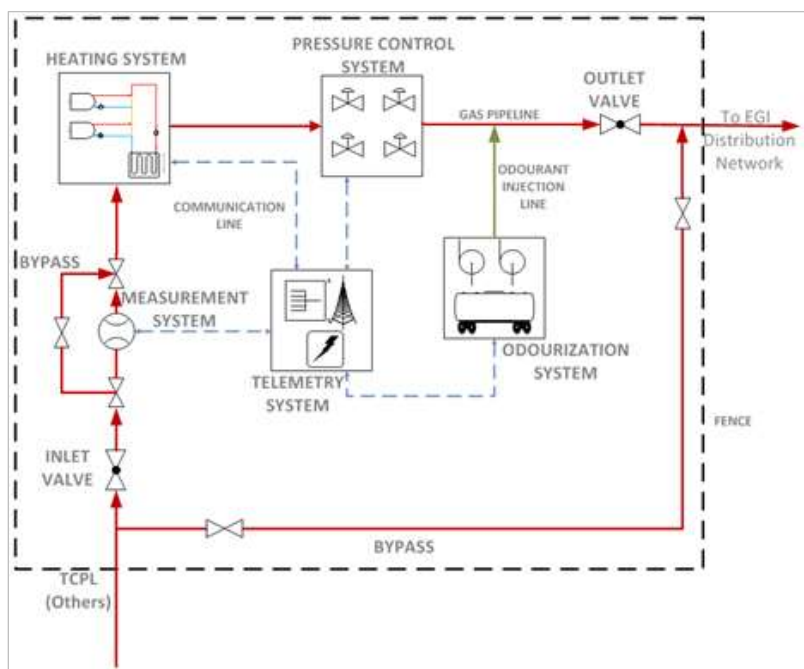 HEATING SYSTEM
PRESSURE CONTROL
SYSTEM
OUTLET
VALVE
GAS PIPELINE
To EGI
Distribution
Network
ODOURANT
INJECTION
LINE
COMMUNICATION
LINE
BYPASS
MEASUREMENT
SYSTEM
TELEMETRY
SYSTEM
ODOURIZATION
SYSTEM
FENCE
INLET
VALVE
BYPASS
TCPL
(Others)